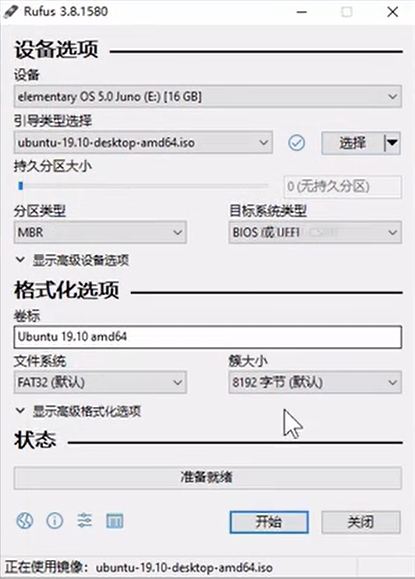 Rufus 3.8.1580
设备选项
设备
elementary OS 5.0 Juno (E:) [16 GB]
引导类型选择
ubuntu-19.10-desktop-amd64.iso
选择
持久分区大小
0 (无持久分区)
分区类型 目标系统类型
MBR BIOS 或 UEFI
显示高级设备选项
格式化选项
卷标
Ubuntu 19.10 amd64
文件系统 簇大小
FAT32 (默认) 8192 字节 (默认)
显示高级格式化选项
状态
准备就绪
开始 关闭
正在使用镜像: ubuntu-19.10-desktop-amd64.iso